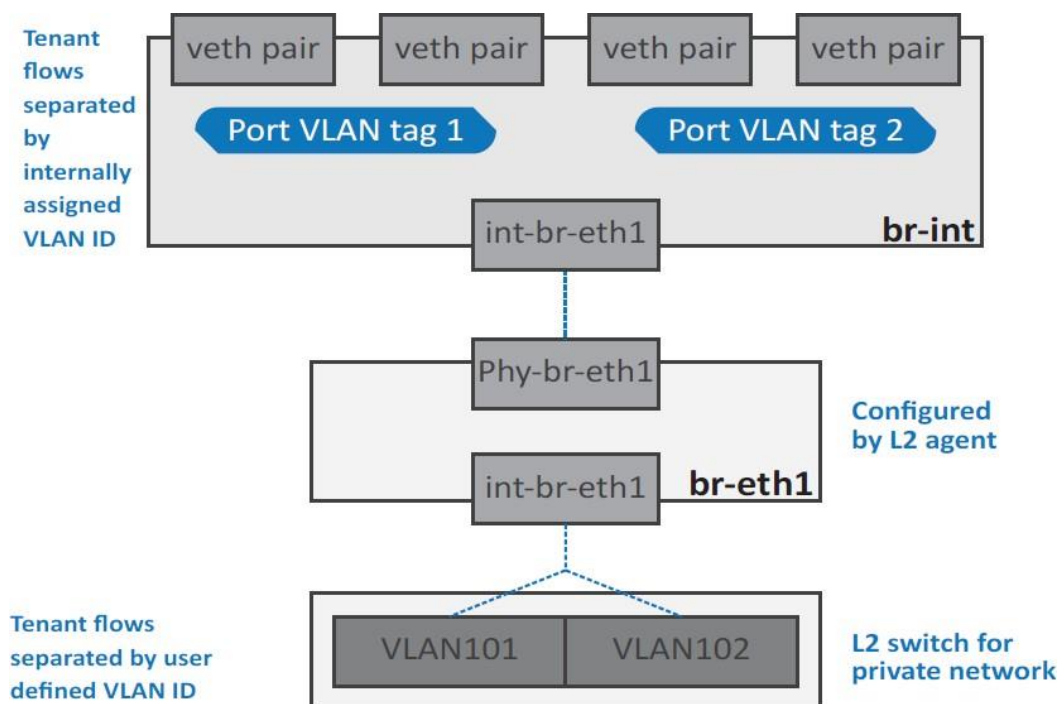 Tenant
flows
separated
by
internally
assigned
VLAN ID
veth pair
veth pair
veth pair
veth pair
Port VLAN tag 1
Port VLAN tag 2
int-br-eth1
br-int
Phy-br-eth1
int-br-eth1
br-eth1
Configured
by L2 agent
Tenant flows
separated by user
defined VLAN ID
VLAN101
VLAN102
L2 switch for
private network